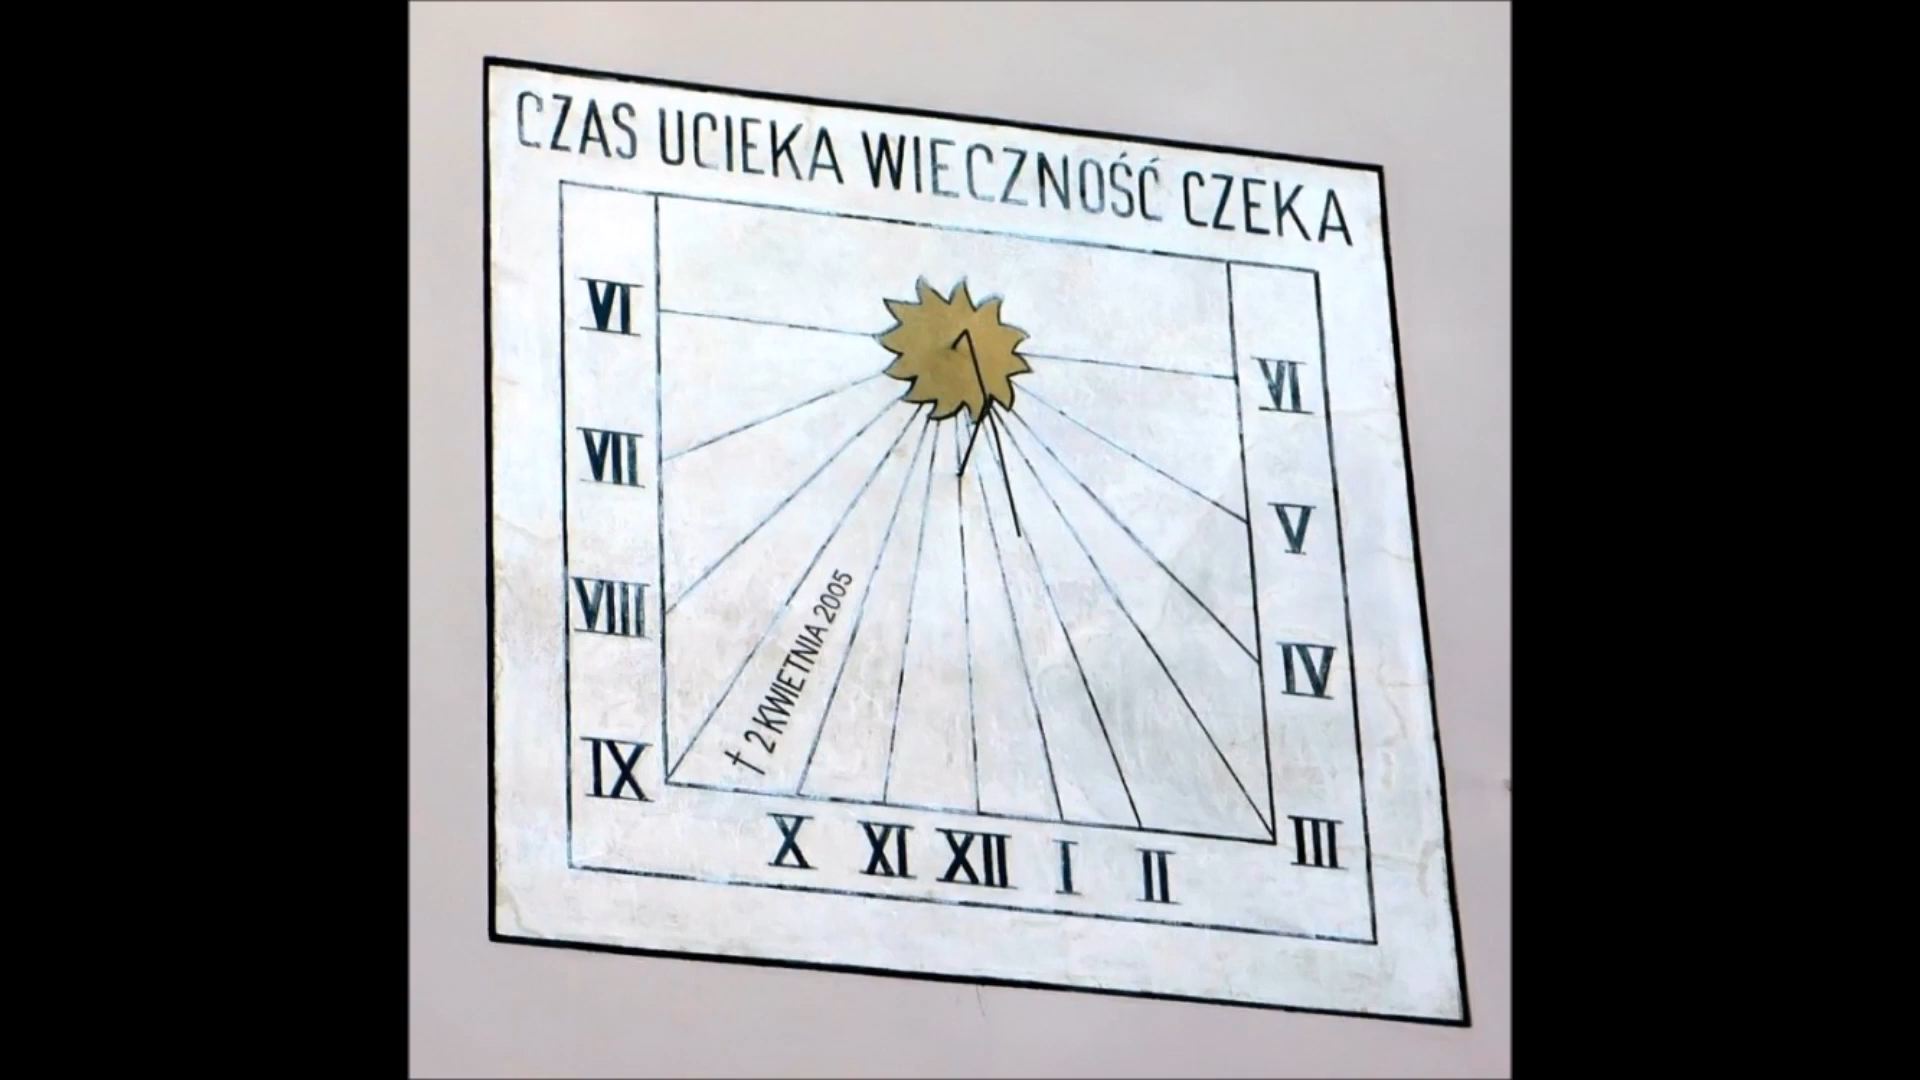 CZAS UCIEKA WIECZNOŚĆ CZEKA
VI
VI
VII
V
VIII
IV
† 2 KWIETNIA 2005
IX
X XI XII I II III